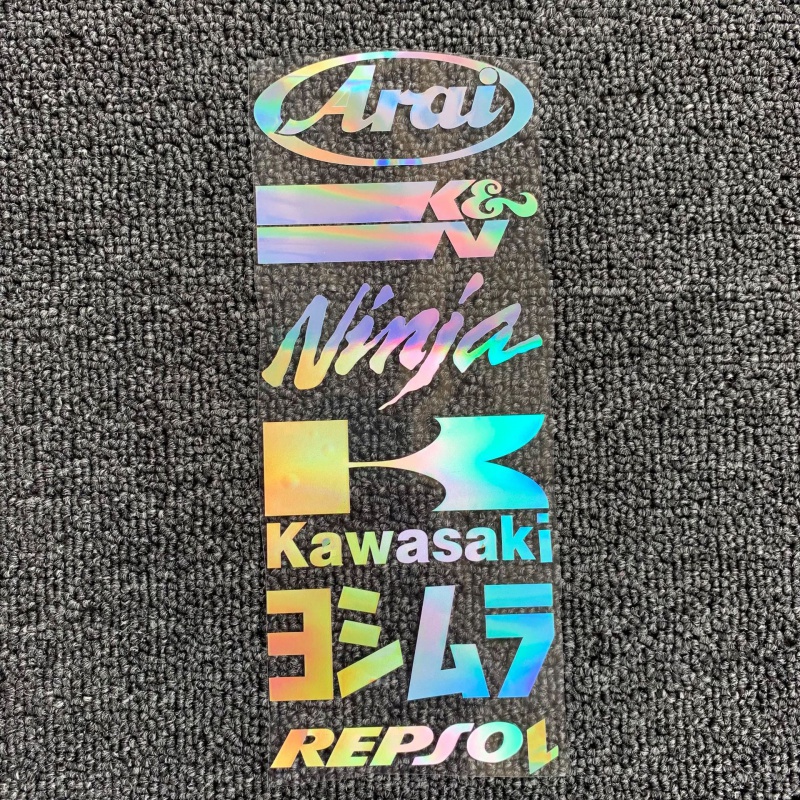 Arai
K&
N
Ninja
K
Kawasaki
ヨシムラ
REPSOL